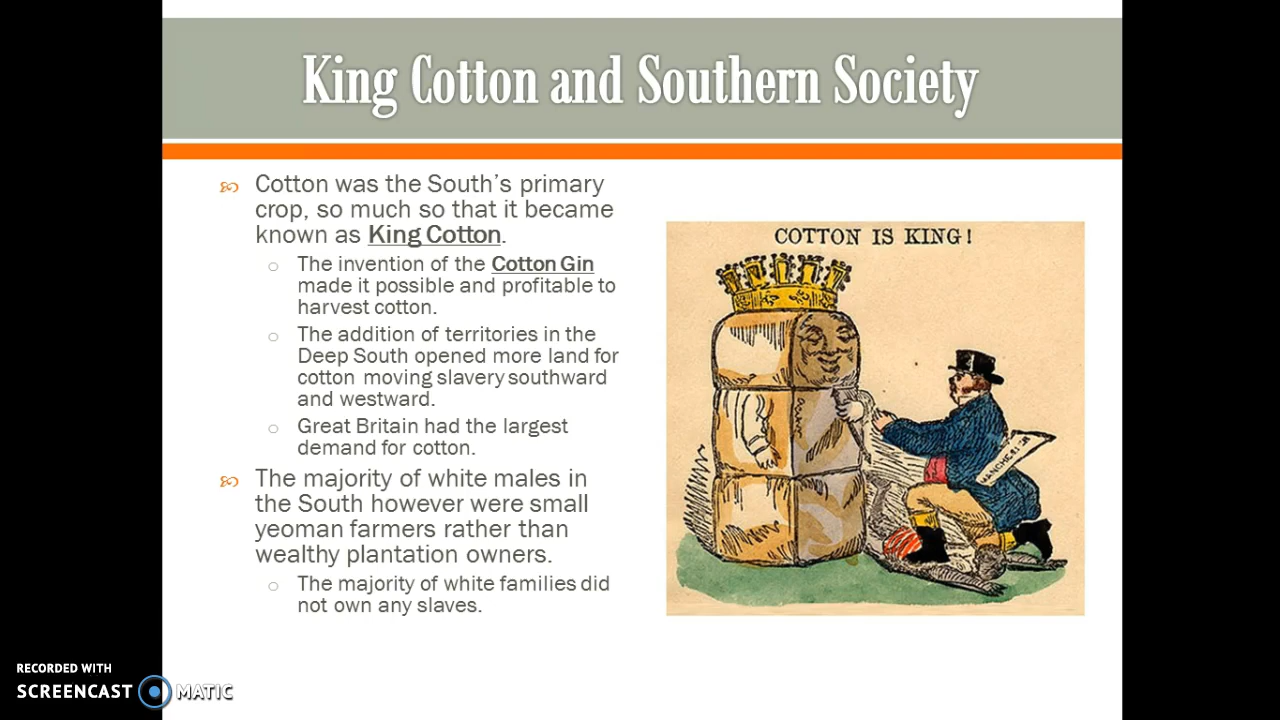 King Cotton and Southern Society
Cotton was the South's primary
crop, so much so that it became
known as King Cotton.
The invention of the Cotton Gin
made it possible and profitable to
harvest cotton.
The addition of territories in the
Deep South opened more land for
cotton moving slavery southward
and westward.
Great Britain had the largest
demand for cotton.
The majority of white males in
the South however were small
yeoman farmers rather than
wealthy plantation owners.
The majority of white families did
not own any slaves.
COTTON IS KING!
RECORDED WITH
SCREENCAST MATIC